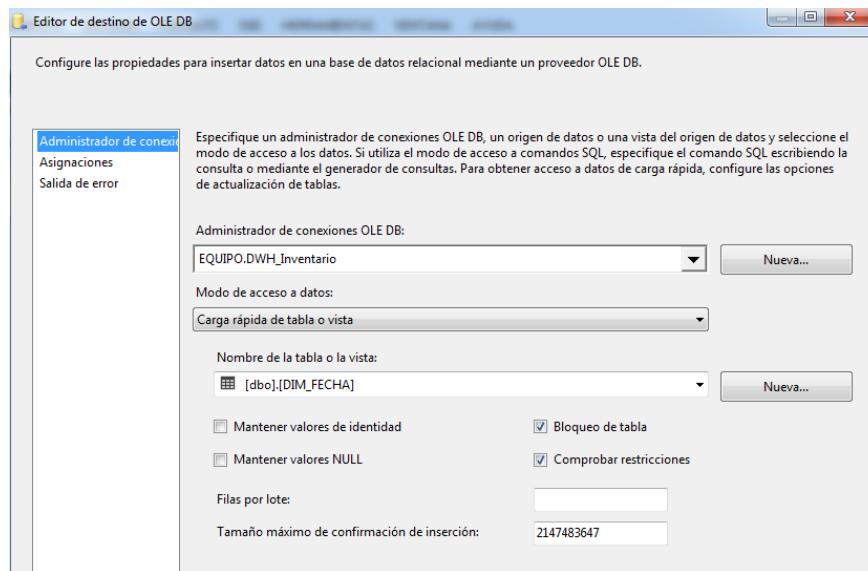 Editor de destino de OLE DB
HERRAMIENTAS VENTANA AYUDA
Configure las propiedades para insertar datos en una base de datos relacional mediante un proveedor OLE DB.
Administrador de conexi
Asignaciones
Salida de error
Especifique un administrador de conexiones OLE DB, un origen de datos o una vista del origen de datos y seleccione el
modo de acceso a los datos. Si utiliza el modo de acceso a comandos SQL, especifique el comando SQL escribiendo la
consulta o mediante el generador de consultas. Para obtener acceso a datos de carga rápida, configure las opciones
de actualización de tablas.
Administrador de conexiones OLE DB:
EQUIPO.DWH_Inventario
Nueva...
Modo de acceso a datos:
Carga rápida de tabla o vista
Nombre de la tabla o la vista:
[dbo].[DIM_FECHA]
Nueva...
Mantener valores de identidad
Bloqueo de tabla
Mantener valores NULL
Comprobar restricciones
Filas por lote:
Tamaño máximo de confirmación de inserción:
2147483647